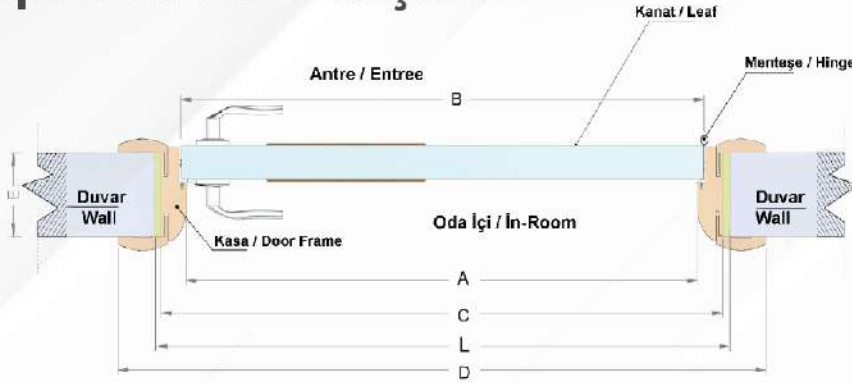 Kanat / Leaf
Antre / Entree
Menteşe / Hinge
B
E
Duvar
Wall
Duvar
Wall
Oda İçi / İn-Room
Kasa / Door Frame
A
C
L
D